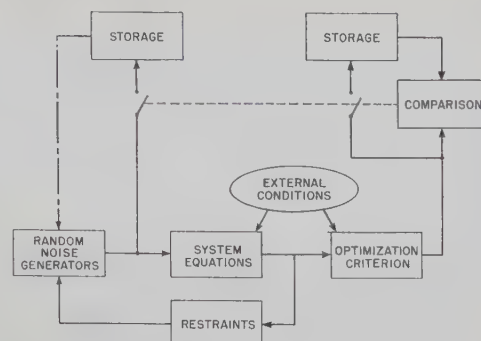 STORAGE
STORAGE
COMPARISON
EXTERNAL
CONDITIONS
RANDOM
NOISE
GENERATORS
SYSTEM
EQUATIONS
OPTIMIZATION
CRITERION
RESTRAINTS